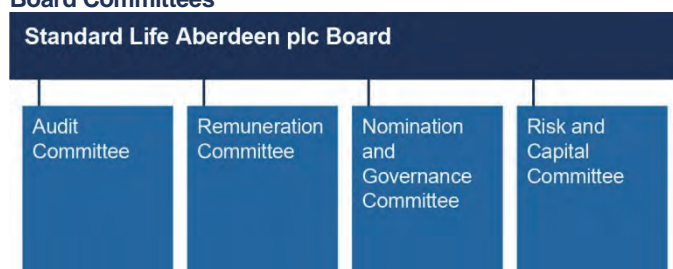 Board Committees
Standard Life Aberdeen plc Board
Audit
Committee
Remuneration
Committee
Nomination
and
Governance
Committee
Risk and
Capital
Committee